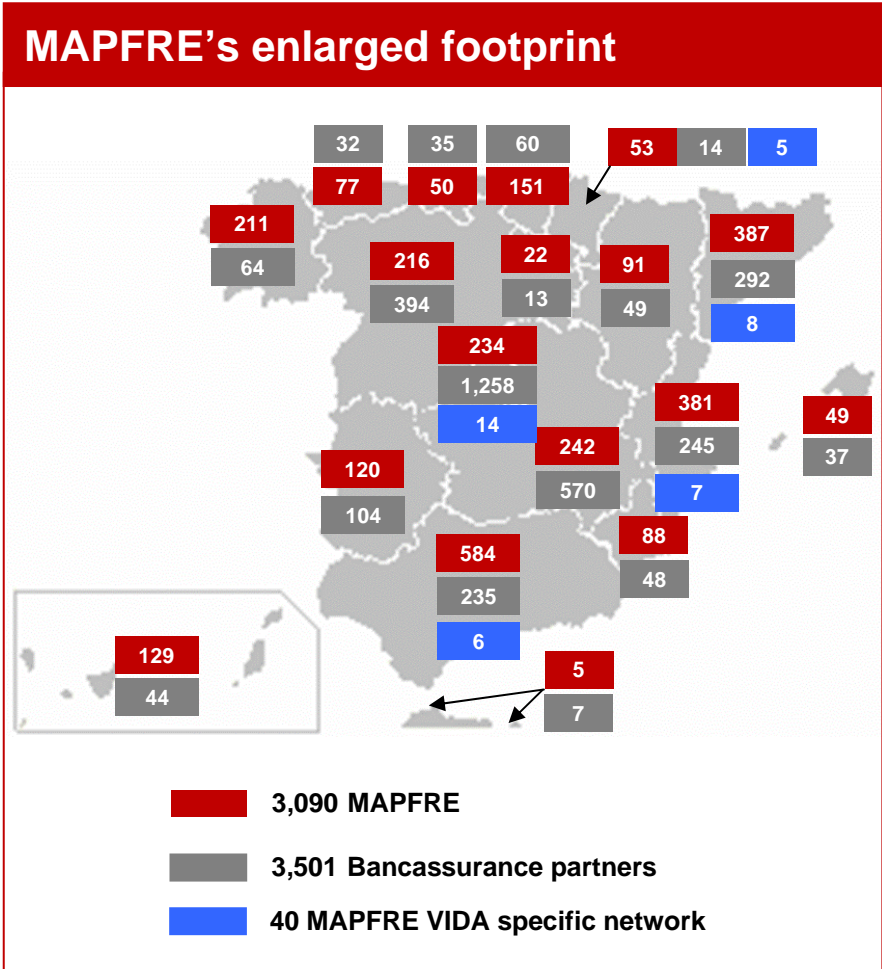 MAPFRE's enlarged footprint
32 35 60 53 14 5
77 50 151
211 387
64 216 22 91 292
394 13 49 8
234
1,258
14
381 49
245 37
7
242
570
120
104
88
48
584
235
6
129
44
5
7
3,090 MAPFRE
3,501 Bancassurance partners
40 MAPFRE VIDA specific network